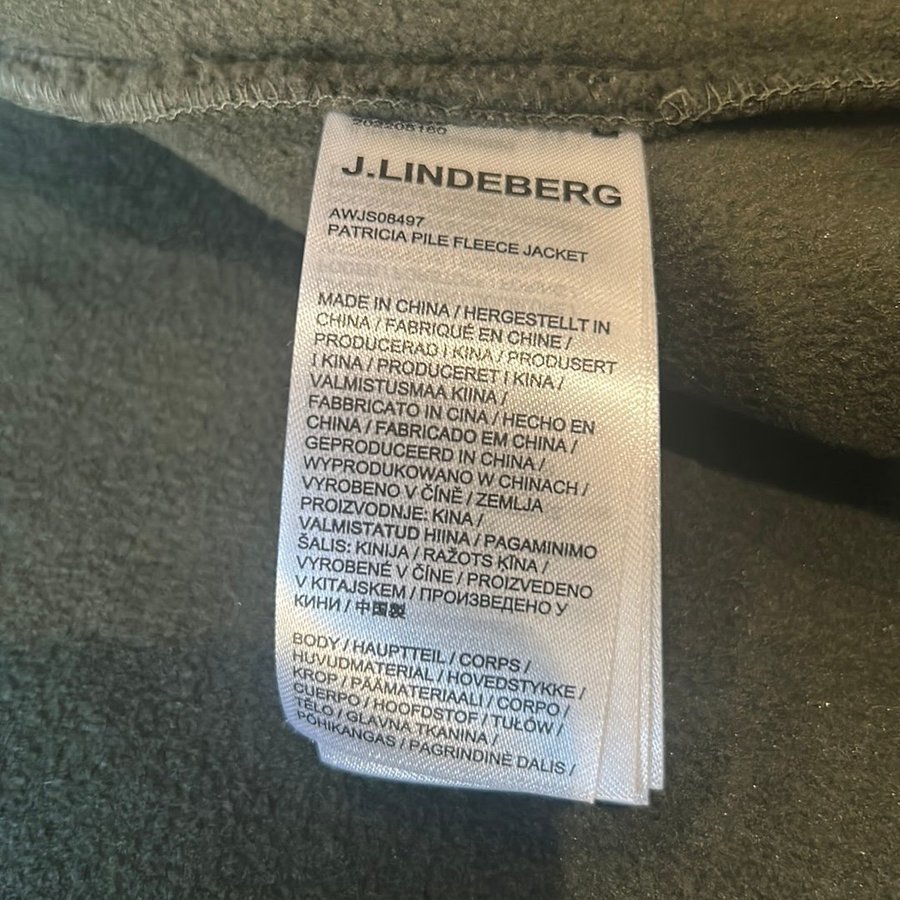 J.LINDEBERG
AWJS08497
PATRICIA PILE FLEECE JACKET
MADE IN CHINA / HERGESTELLT IN
CHINA / FABRIQUÉ EN CHINE /
PRODUCERAD I KINA / PRODUSERT
I KINA / PRODUCERET I KINA /
VALMISTUSMAA KIINA /
FABBRICATO IN CINA / HECHO EN
CHINA / FABRICADO EM CHINA /
GEPRODUCEERD IN CHINA /
WYPRODUKOWANO W CHINACH /
VYROBENO V ČÍNĚ / ZEMLJA
PROIZVODNJE: KINA /
VALMISTATUD HIINA / PAGAMINIMO
ŠALIS: KINIJA / RAŽOTS ĶĪNA /
VYROBENÉ V ČÍNE / PROIZVEDENO
V KITAJSKEM / ПРОИЗВЕДЕНО У
КИНИ / 中国製
BODY / HAUPTTEIL / CORPS /
HUVUDMATERIAL / HOVEDSTYKKE /
KROP / PÄÄMATERIAALI / CORPO /
CUERPO / HOOFDSTOF / TUŁÓW /
TĚLO / GLAVNA TKANINA /
PÕHIKANGAS / PAGRINDINĖ DALIS /